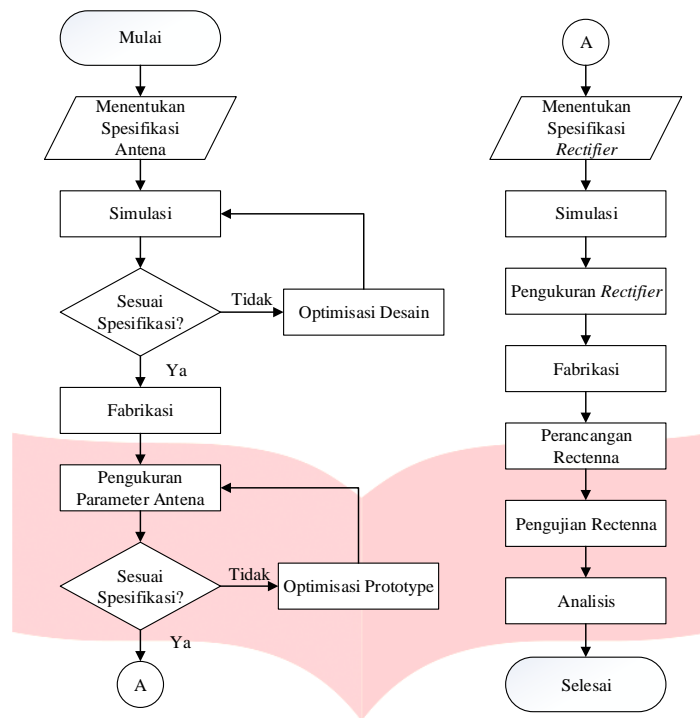 Mulai
Menentukan
Spesifikasi
Antena
Simulasi
Sesuai
Spesifikasi?
Tidak
Optimisasi Desain
Ya
Fabrikasi
Pengukuran
Parameter Antena
Sesuai
Spesifikasi?
Tidak
Optimisasi Prototype
Ya
A
A
Menentukan
Spesifikasi
Rectifier
Simulasi
Pengukuran Rectifier
Fabrikasi
Perancangan
Rectenna
Pengujian Rectenna
Analisis
Selesai